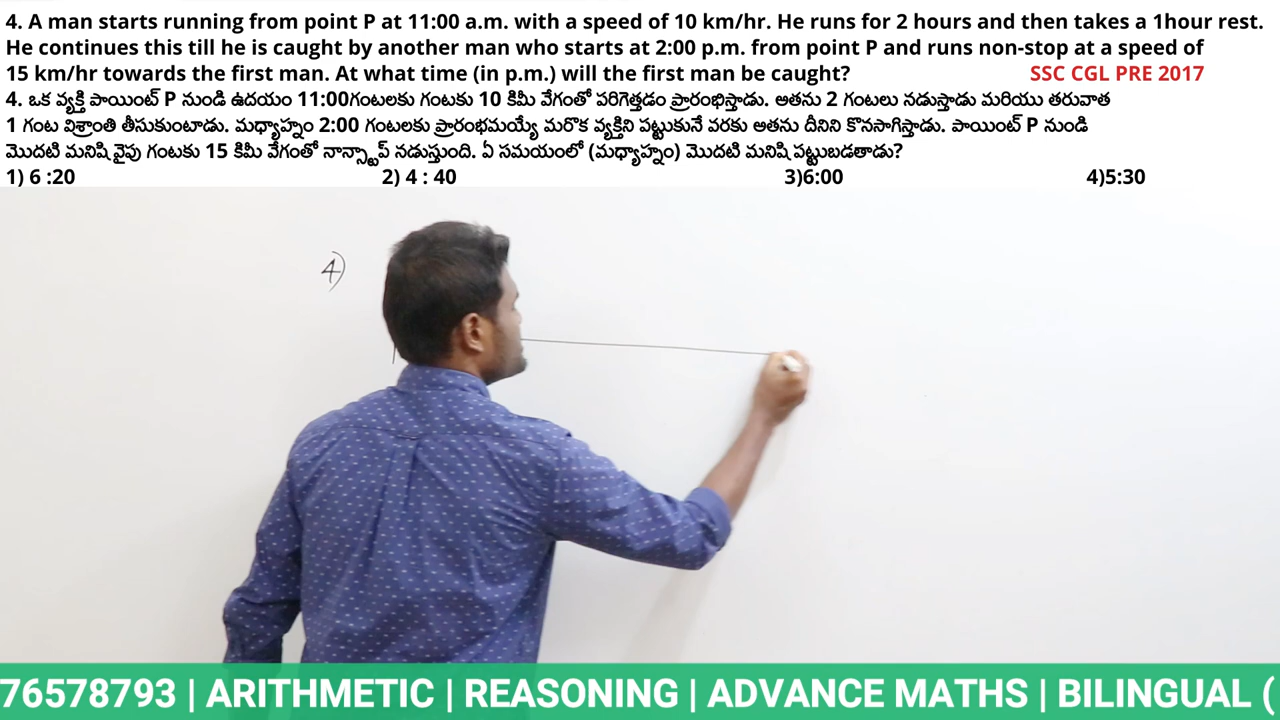 4. A man starts running from point P at 11:00 a.m. with a speed of 10 km/hr. He runs for 2 hours and then takes a 1hour rest.
He continues this till he is caught by another man who starts at 2:00 p.m. from point P and runs non-stop at a speed of
15 km/hr towards the first man. At what time (in p.m.) will the first man be caught? SSC CGL PRE 2017
4. ఒక వ్యక్తి పాయింట్ P నుండి ఉదయం 11:00గంటలకు గంటకు 10 కిమీ వేగంతో పరిగెత్తడం ప్రారంభిస్తాడు. అతను 2 గంటలు నడుస్తాడు మరియు తరువాత
1 గంట విశ్రాంతి తీసుకుంటాడు. మధ్యాహ్నం 2:00 గంటలకు ప్రారంభమయ్యే మరొక వ్యక్తిని పట్టుకునే వరకు అతను దీనిని కొనసాగిస్తాడు. పాయింట్ P నుండి
మొదటి మనిషి వైపు గంటకు 15 కిమీ వేగంతో నాన్స్టాప్ నడుస్తుంది. ఏ సమయంలో (మధ్యాహ్నం) మొదటి మనిషి పట్టుబడతాడు?
1) 6 :20 2) 4 : 40 3)6:00 4)5:30
4)
76578793 | ARITHMETIC | REASONING | ADVANCE MATHS | BILINGUAL (